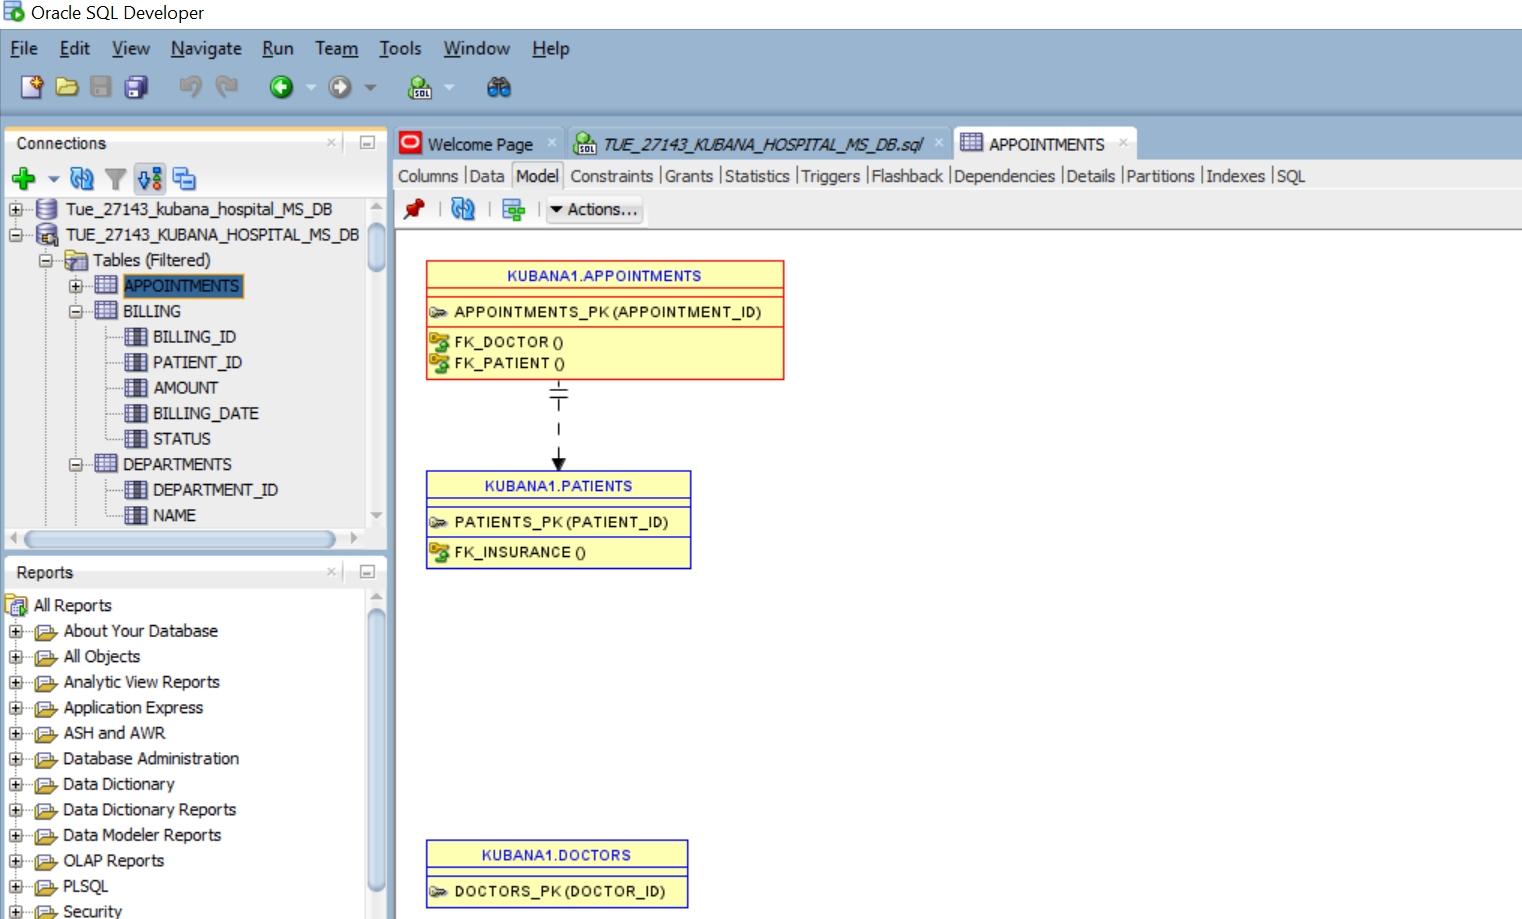 Oracle SQL Developer
File Edit View Navigate Run Team Tools Window Help
SQL
Connections
Tue_27143_kubana_hospital_MS_DB
TUE_27143_KUBANA_HOSPITAL_MS_DB
Tables (Filtered)
APPOINTMENTS
BILLING
BILLING_ID
PATIENT_ID
AMOUNT
BILLING_DATE
STATUS
DEPARTMENTS
DEPARTMENT_ID
NAME
Reports
All Reports
About Your Database
All Objects
Analytic View Reports
Application Express
ASH and AWR
Database Administration
Data Dictionary
Data Dictionary Reports
Data Modeler Reports
OLAP Reports
PLSQL
Security
Welcome Page
SQL
TUE_27143_KUBANA_HOSPITAL_MS_DB.sql
APPOINTMENTS
Columns |Data |Model |Constraints |Grants |Statistics |Triggers |Flashback |Dependencies |Details |Partitions |Indexes |SQL
Actions...
KUBANA1.APPOINTMENTS
APPOINTMENTS_PK (APPOINTMENT_ID)
FK_DOCTOR ()
FK_PATIENT ()
KUBANA1.PATIENTS
PATIENTS_PK (PATIENT_ID)
FK_INSURANCE ()
KUBANA1.DOCTORS
DOCTORS_PK (DOCTOR_ID)